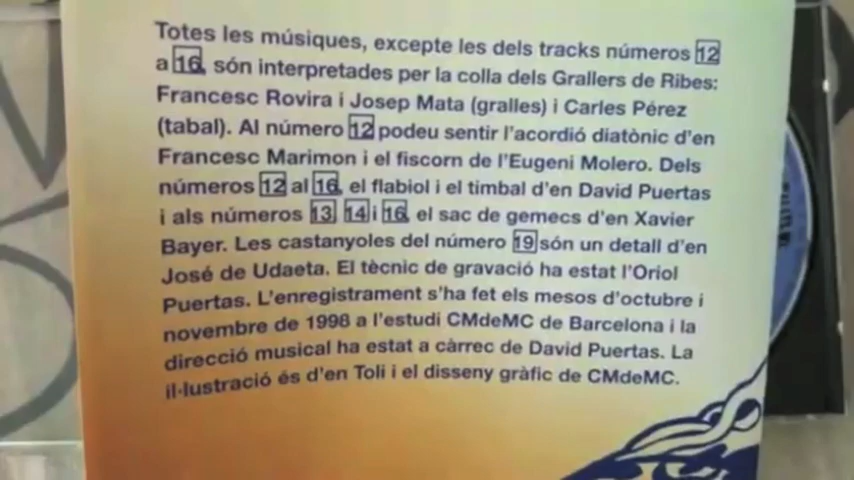 Totes les músiques, excepte les dels tracks números 12
a 16, són interpretades per la colla dels Grallers de Ribes:
Francesc Rovira i Josep Mata (gralles) i Carles Pérez
(tabal). Al número 12 podeu sentir l'acordió diatònic d'en
Francesc Marimon i el fiscorn de l'Eugeni Molero. Dels
números 12 al 16, el flabiol i el timbal d'en David Puertas
i als números 13, 14 i 16, el sac de gemecs d'en Xavier
Bayer. Les castanyoles del número 19 són un detall d'en
José de Udaeta. El tècnic de gravació ha estat l'Oriol
Puertas. L'enregistrament s'ha fet els mesos d'octubre i
novembre de 1998 a l'estudi CMdeMC de Barcelona i la
direcció musical ha estat a càrrec de David Puertas. La
il·lustració és d'en Toli i el disseny gràfic de CMdeMC.